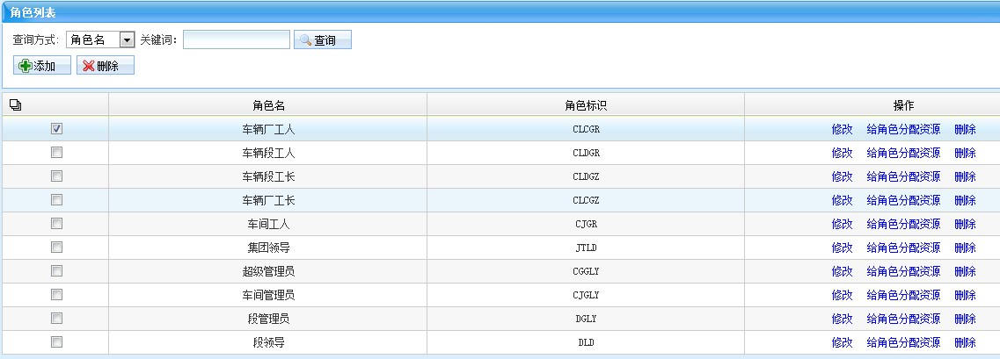 角色列表
查询方式: 角色名 关键词: 查询
添加 删除
角色名 角色标识 操作
车辆厂工人 CLCGR 修改 给角色分配资源 删除
车辆段工人 CLDGR 修改 给角色分配资源 删除
车辆段工长 CLDGZ 修改 给角色分配资源 删除
车辆厂工长 CLCGZ 修改 给角色分配资源 删除
车间工人 CJGR 修改 给角色分配资源 删除
集团领导 JTLD 修改 给角色分配资源 删除
超级管理员 CGGLY 修改 给角色分配资源 删除
车间管理员 CJGLY 修改 给角色分配资源 删除
段管理员 DGLY 修改 给角色分配资源 删除
段领导 DLD 修改 给角色分配资源 删除